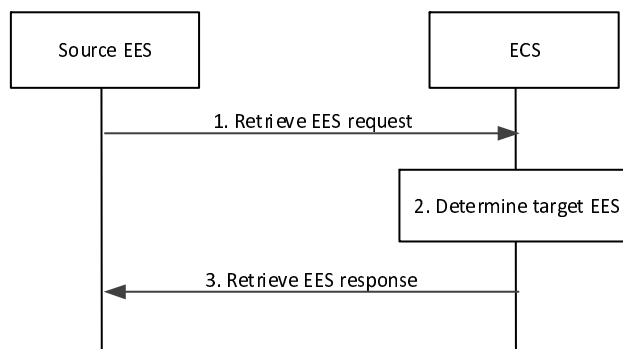 Source EES
ECS
1. Retrieve EES request
2. Determine target EES
3. Retrieve EES response